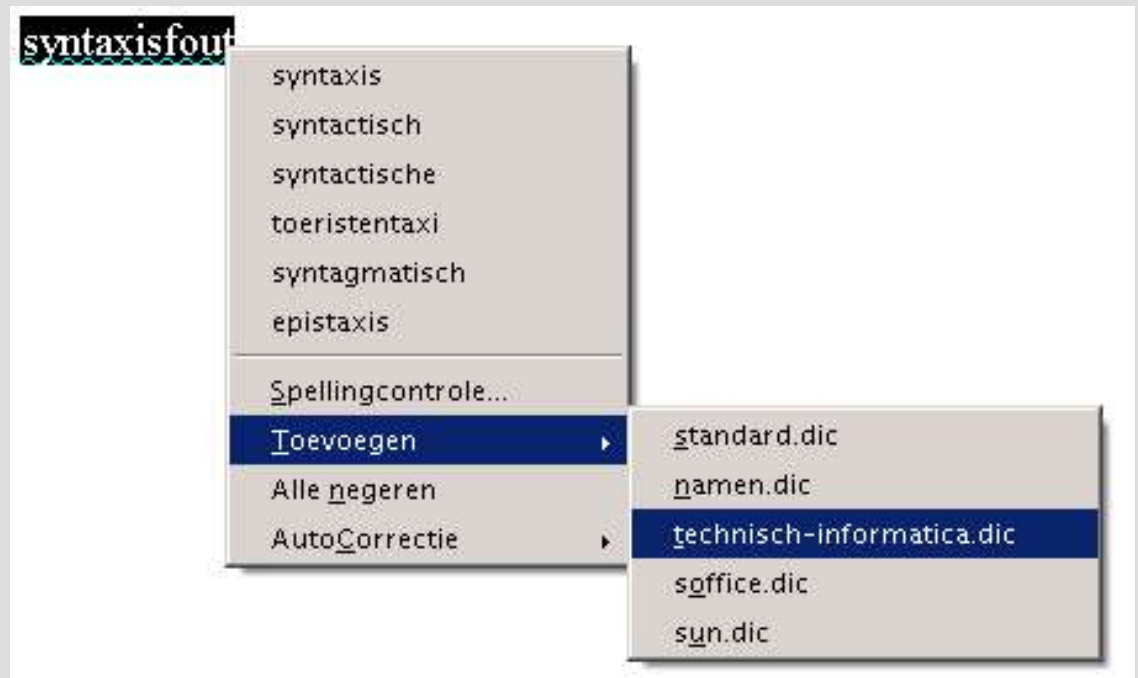 syntaxisfout
syntaxis
syntactisch
syntactische
toeristentaxi
syntagmatisch
epistaxis
Spellingcontrole...
Toevoegen
Alle negeren
AutoCorrectie
standard.dic
namen.dic
technisch-informatica.dic
soffice.dic
sun.dic